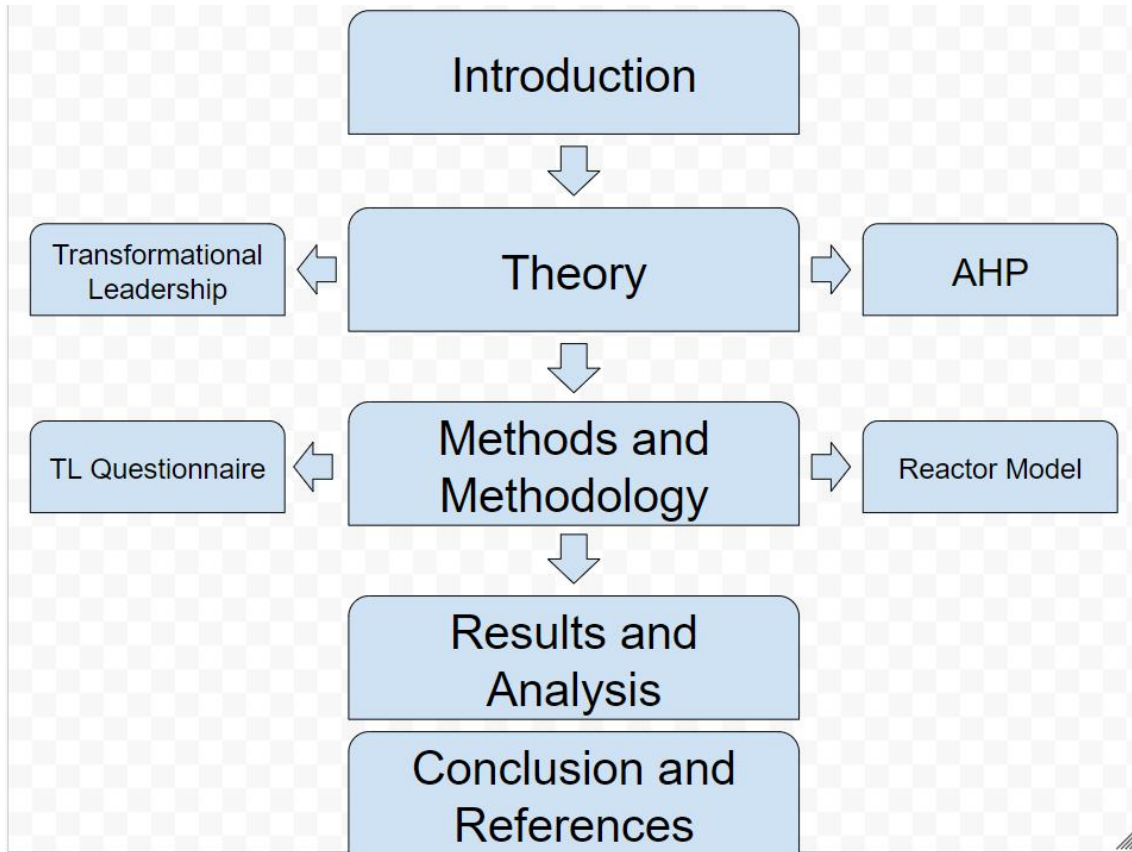 Introduction
Transformational
Leadership
Theory
AHP
TL Questionnaire
Methods and
Methodology
Reactor Model
Results and
Analysis
Conclusion and
References